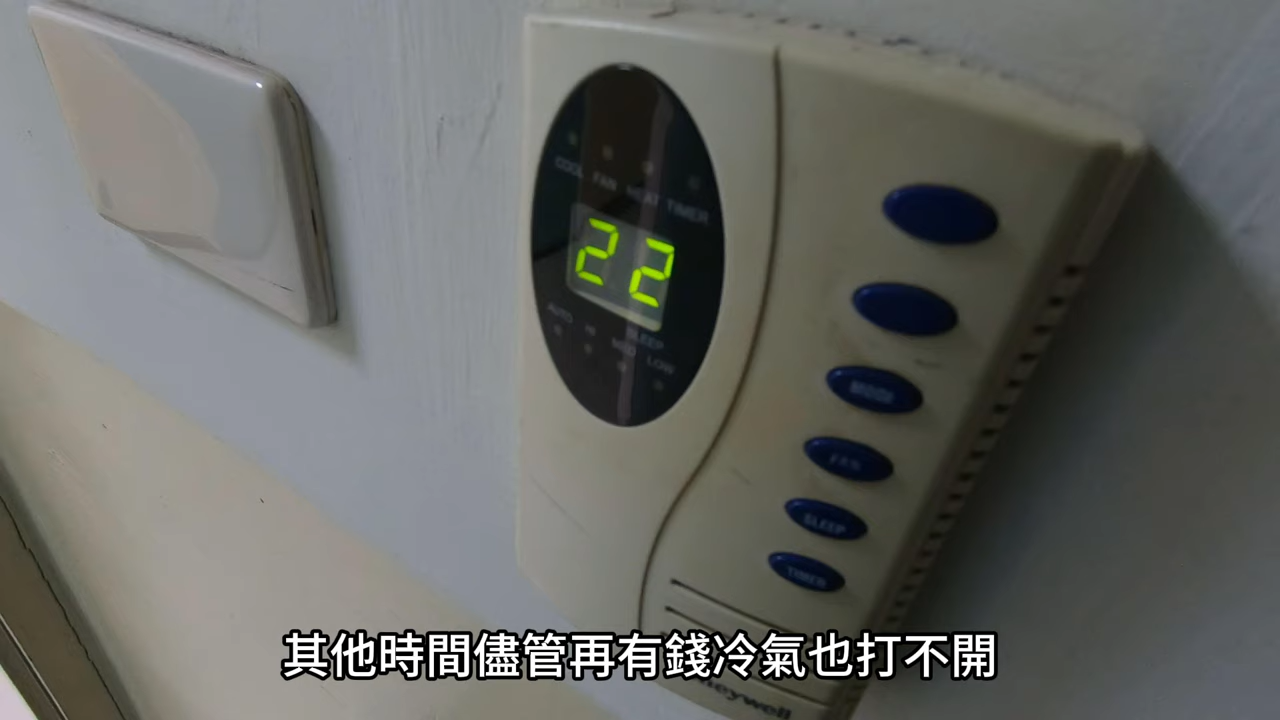 COOL FAN HEAT TIMER
22
AUTO HI SLEEP
MED LOW
MODE
FAN
SLEEP
TIMER
其他時間儘管再有錢冷氣也打不開
Honeywell